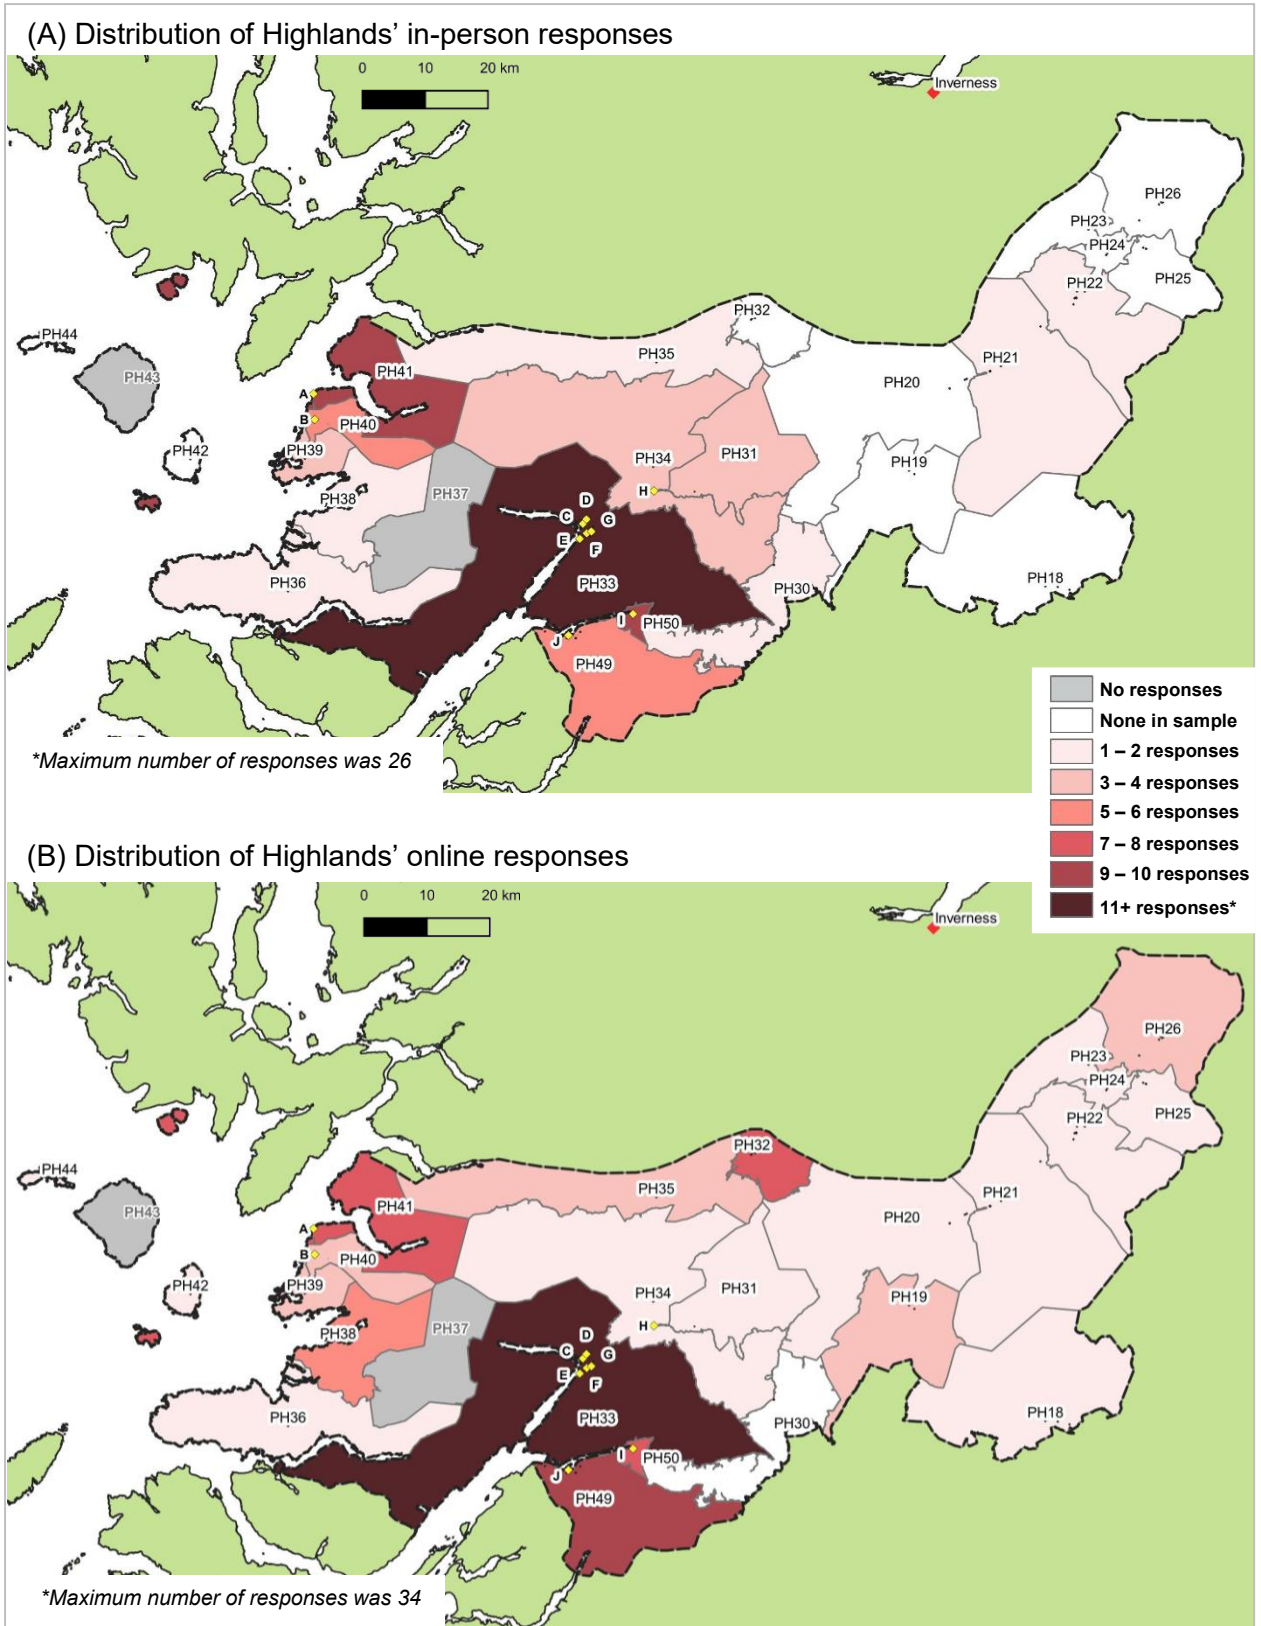 (A) Distribution of Highlands' in-person responses
0 10 20 km
Inverness
PH26
PH23
PH24
PH25
PH22
PH32
PH44
PH35
PH21
PH43
PH41
PH20
A
B
PH40
PH42
PH39
PH34
PH31
PH19
PH38
PH37
H
D
C
G
E
F
PH36
PH33
PH30
PH18
I
PH50
J
PH49
No responses
None in sample
1 – 2 responses
3 – 4 responses
5 – 6 responses
7 – 8 responses
9 – 10 responses
11+ responses*
*Maximum number of responses was 26
(B) Distribution of Highlands' online responses
0 10 20 km
Inverness
PH26
PH23
PH24
PH25
PH22
PH32
PH44
PH35
PH21
PH43
PH41
PH20
A
B
PH40
PH42
PH39
PH34
PH31
PH19
PH38
PH37
H
D
C
G
E
F
PH36
PH33
PH30
PH18
I
PH50
J
PH49
*Maximum number of responses was 34